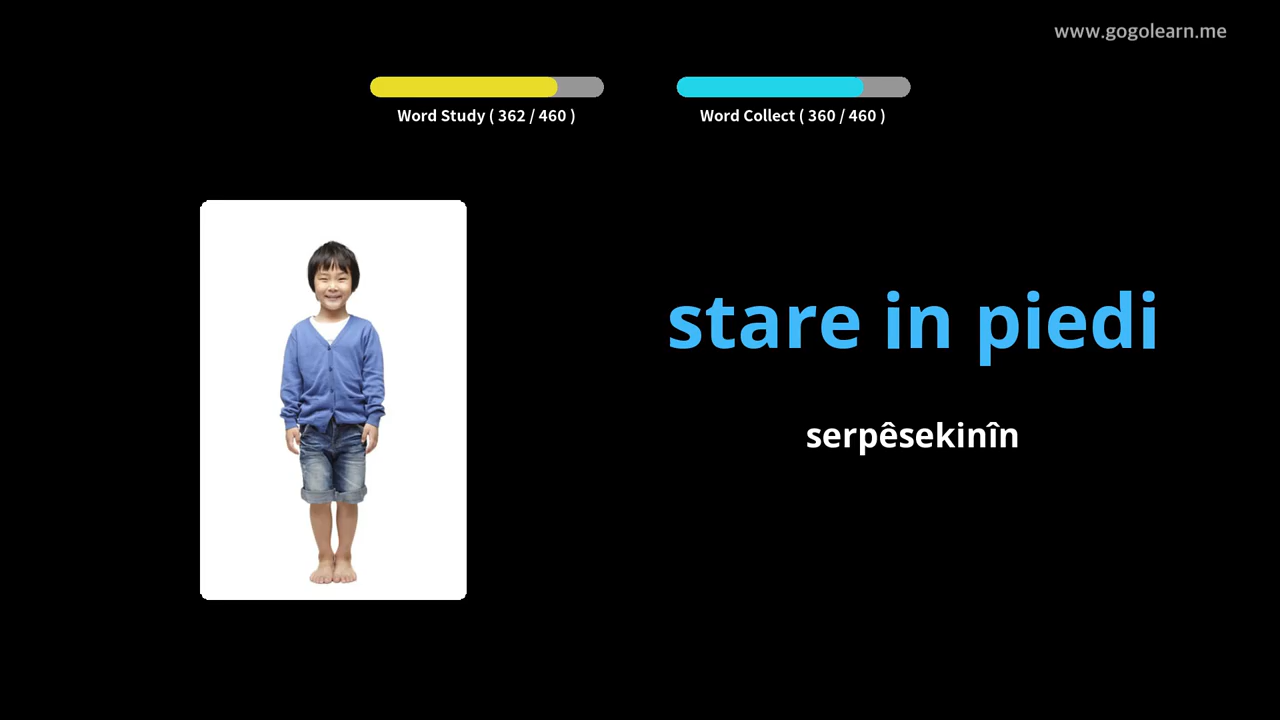 www.gogolearn.me
Word Study ( 362 / 460 )
Word Collect ( 360 / 460 )
stare in piedi
serpêsekinîn